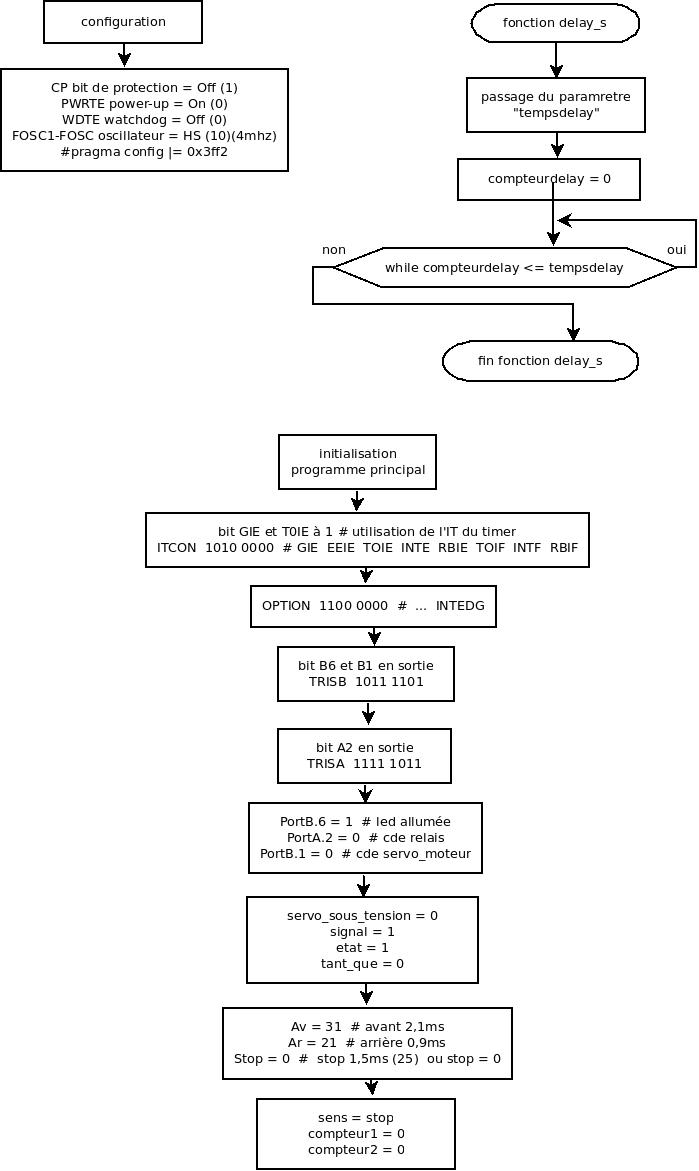 configuration
CP bit de protection = Off (1)
PWRTE power-up = On (0)
WDTE watchdog = Off (0)
FOSC1-FOSC oscillateur = HS (10)(4mhz)
#pragma config |= 0x3ff2
fonction delay_s
passage du paramretre
"tempsdelay"
compteurdelay = 0
non
oui
while compteurdelay <= tempsdelay
fin fonction delay_s
initialisation
programme principal
bit GIE et T0IE à 1 # utilisation de l'IT du timer
ITCON 1010 0000 # GIE EEIE TOIE INTE RBIE TOIF INTF RBIF
OPTION 1100 0000 # ... INTEDG
bit B6 et B1 en sortie
TRISB 1011 1101
bit A2 en sortie
TRISA 1111 1011
PortB.6 = 1 # led allumée
PortA.2 = 0 # cde relais
PortB.1 = 0 # cde servo_moteur
servo_sous_tension = 0
signal = 1
etat = 1
tant_que = 0
Av = 31 # avant 2,1ms
Ar = 21 # arrière 0,9ms
Stop = 0 # stop 1,5ms (25) ou stop = 0
sens = stop
compteur1 = 0
compteur2 = 0